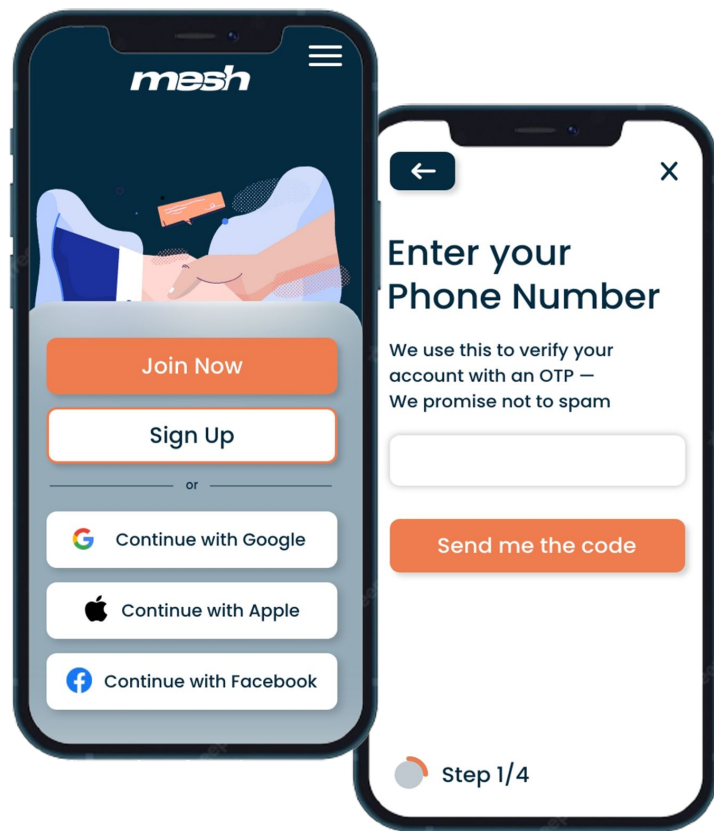 mesh
Join Now
Sign Up
or
Continue with Google
Continue with Apple
Continue with Facebook
Enter your
Phone Number
We use this to verify your
account with an OTP —
We promise not to spam
Send me the code
Step 1/4